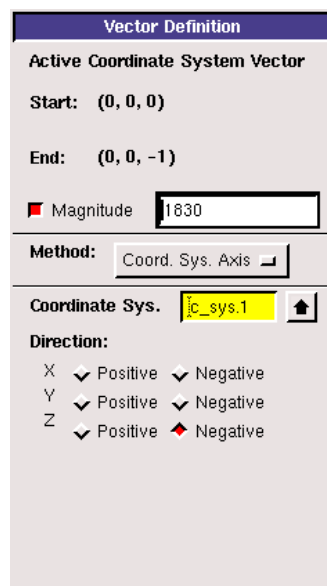 Vector Definition
Active Coordinate System Vector
Start: (0, 0, 0)
End: (0, 0, -1)
Magnitude 1830
Method: Coord. Sys. Axis
Coordinate Sys. c_sys.1
Direction:
X Positive Negative
Y Positive Negative
Z Positive Negative